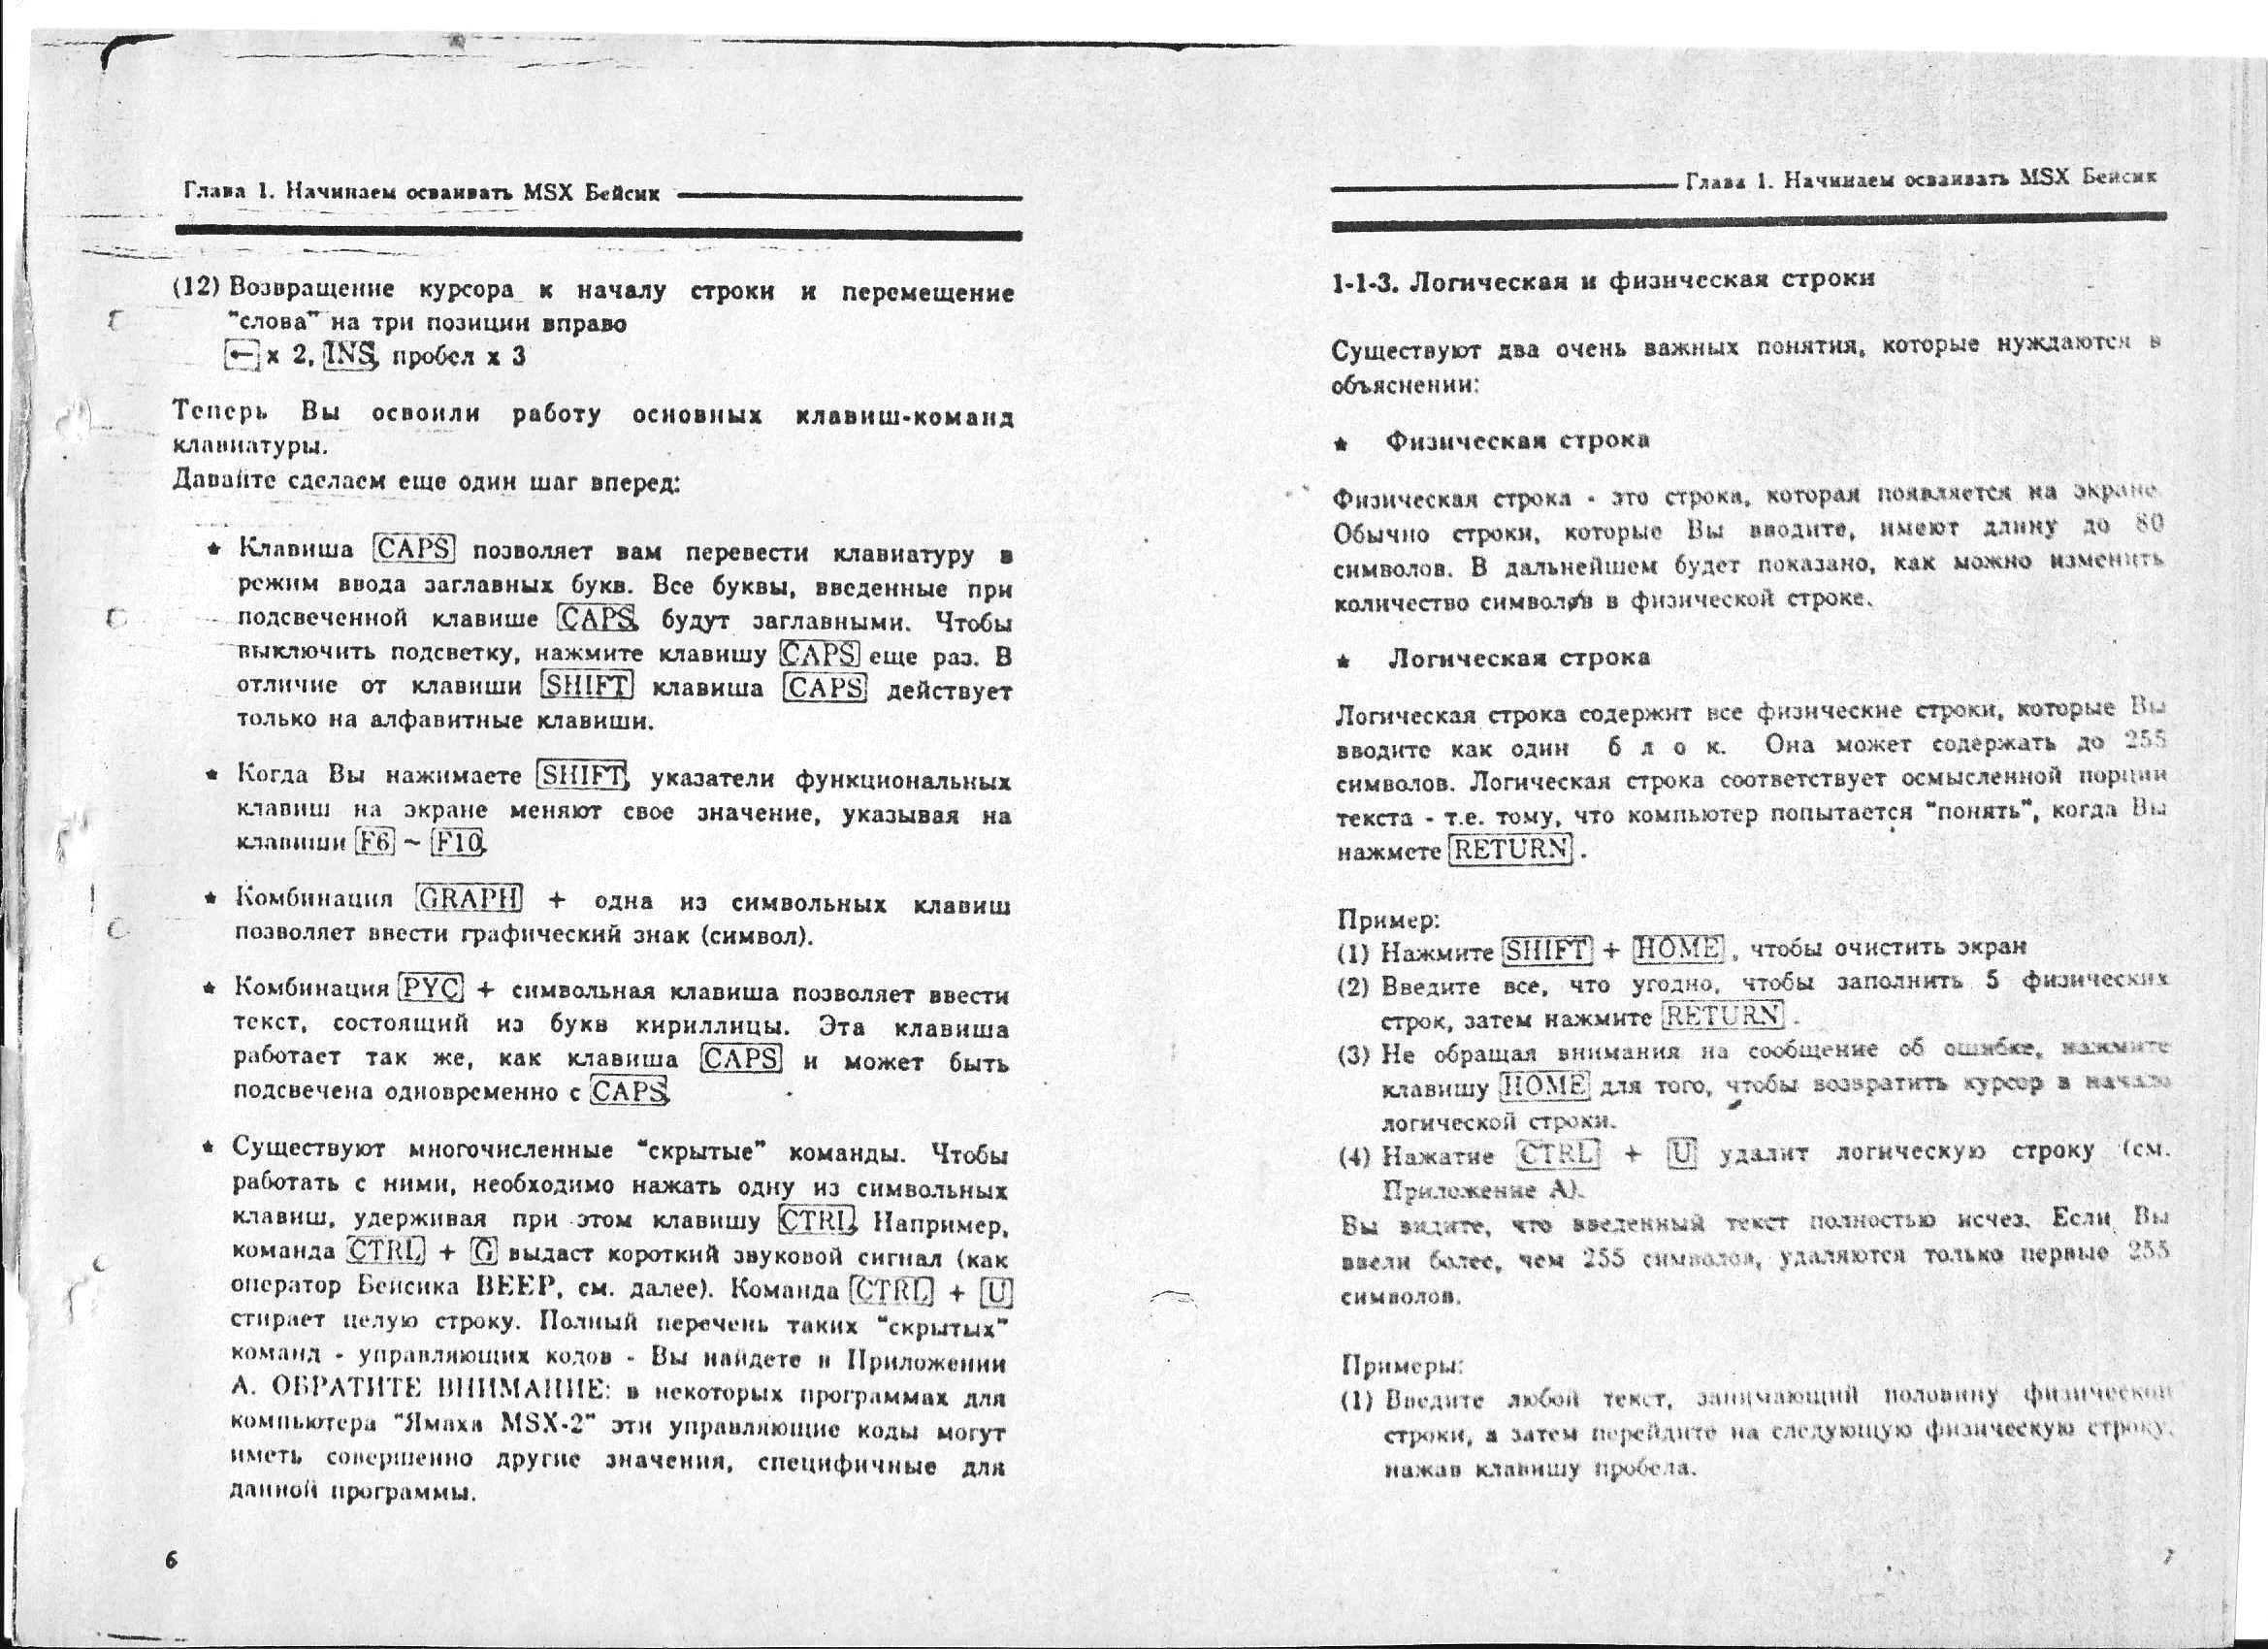 Глава 1. Начинаем осваивать MSX Бейсик
(12) Возвращение курсора к началу строки и перемещение
"слова" на три позиции вправо
← x 2, INS, пробел x 3
Теперь Вы освоили работу основных клавиш-команд
клавиатуры.
Давайте сделаем еще один шаг вперед:
★ Клавиша CAPS позволяет вам перевести клавиатуру в
режим ввода заглавных букв. Все буквы, введенные при
подсвеченной клавише CAPS, будут заглавными. Чтобы
выключить подсветку, нажмите клавишу CAPS еще раз. В
отличие от клавиши SHIFT клавиша CAPS действует
только на алфавитные клавиши.
★ Когда Вы нажимаете SHIFT, указатели функциональных
клавиш на экране меняют свое значение, указывая на
клавиши F6 ~ F10.
★ Комбинация GRAPH + одна из символьных клавиш
позволяет ввести графический знак (символ).
★ Комбинация РУС + символьная клавиша позволяет ввести
текст, состоящий из букв кириллицы. Эта клавиша
работает так же, как клавиша CAPS и может быть
подсвечена одновременно с CAPS.
★ Существуют многочисленные "скрытые" команды. Чтобы
работать с ними, необходимо нажать одну из символьных
клавиш, удерживая при этом клавишу CTRL. Например,
команда CTRL + G выдаст короткий звуковой сигнал (как
оператор Бейсика BEEP, см. далее). Команда CTRL + U
стирает целую строку. Полный перечень таких "скрытых"
команд - управляющих кодов - Вы найдете в Приложении
А. ОБРАТИТЕ ВНИМАНИЕ: в некоторых программах для
компьютера "Ямаха MSX-2" эти управляющие коды могут
иметь совершенно другие значения, специфичные для
данной программы.
6
Глава 1. Начинаем осваивать MSX Бейсик
1-1-3. Логическая и физическая строки
Существуют два очень важных понятия, которые нуждаются в
объяснении:
★ Физическая строка
Физическая строка - это строка, которая появляется на экране.
Обычно строки, которые Вы вводите, имеют длину до 80
символов. В дальнейшем будет показано, как можно изменить
количество символов в физической строке.
★ Логическая строка
Логическая строка содержит все физические строки, которые Вы
вводите как один б л о к. Она может содержать до 255
символов. Логическая строка соответствует осмысленной порции
текста - т.е. тому, что компьютер попытается "понять", когда Вы
нажмете RETURN.
Пример:
(1) Нажмите SHIFT + HOME, чтобы очистить экран
(2) Введите все, что угодно, чтобы заполнить 5 физических
строк, затем нажмите RETURN.
(3) Не обращая внимания на сообщение об ошибке, нажмите
клавишу HOME для того, чтобы возвратить курсор в начало
логической строки.
(4) Нажатие CTRL + U удалит логическую строку (см.
Приложение А).
Вы видите, что введенный текст полностью исчез. Если Вы
ввели более, чем 255 символов, удаляются только первые 255
символов.
Примеры:
(1) Введите любой текст, занимающий половину физической
строки, а затем перейдите на следующую физическую строку,
нажав клавишу пробела.
7